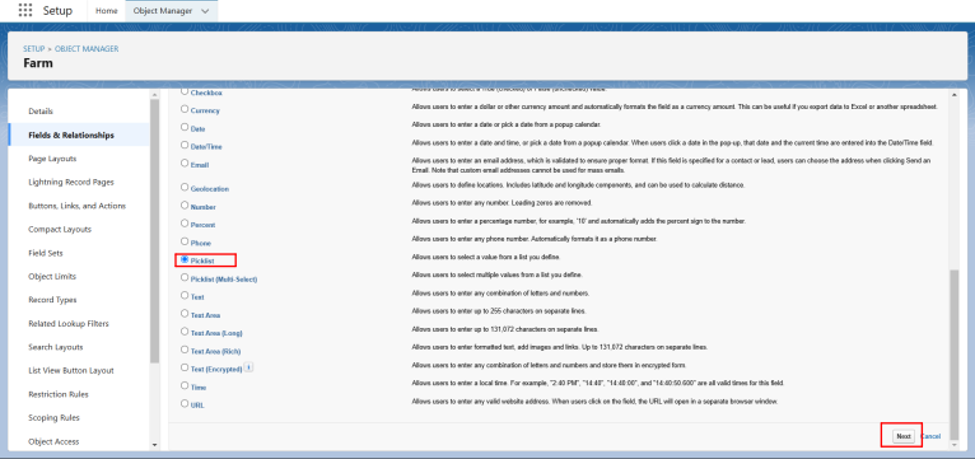 Setup Home Object Manager
SETUP > OBJECT MANAGER
Farm
Details
Fields & Relationships
Page Layouts
Lightning Record Pages
Buttons, Links, and Actions
Compact Layouts
Field Sets
Object Limits
Record Types
Related Lookup Filters
Search Layouts
List View Button Layout
Restriction Rules
Scoping Rules
Object Access
Checkbox Allows users to select a True (checked) or False (unchecked) value.
Currency Allows users to enter a dollar or other currency amount and automatically formats the field as a currency amount. This can be useful if you export data to Excel or another spreadsheet.
Date Allows users to enter a date or pick a date from a popup calendar.
Date/Time Allows users to enter a date and time, or pick a date from a popup calendar. When users click a date in the pop-up, that date and the current time are entered into the Date/Time field.
Email Allows users to enter an email address, which is validated to ensure proper format. If this field is specified for a contact or lead, users can choose the address when clicking Send an
Email. Note that custom email addresses cannot be used for mass emails.
Geolocation Allows users to define locations. Includes latitude and longitude components, and can be used to calculate distance.
Number Allows users to enter any number. Leading zeros are removed.
Percent Allows users to enter a percentage number, for example, '10' and automatically adds the percent sign to the number.
Phone Allows users to enter any phone number. Automatically formats it as a phone number.
Picklist Allows users to select a value from a list you define.
Picklist (Multi-Select) Allows users to select multiple values from a list you define.
Text Allows users to enter any combination of letters and numbers.
Text Area Allows users to enter up to 255 characters on separate lines.
Text Area (Long) Allows users to enter up to 131,072 characters on separate lines.
Text Area (Rich) Allows users to enter formatted text, add images and links. Up to 131,072 characters on separate lines.
Text (Encrypted) i Allows users to enter any combination of letters and numbers and store them in encrypted form.
Time Allows users to enter a local time. For example, "2:40 PM", "14:40", "14:40:00", and "14:40:50.600" are all valid times for this field.
URL Allows users to enter any valid website address. When users click on the field, the URL will open in a separate browser window.
Next Cancel